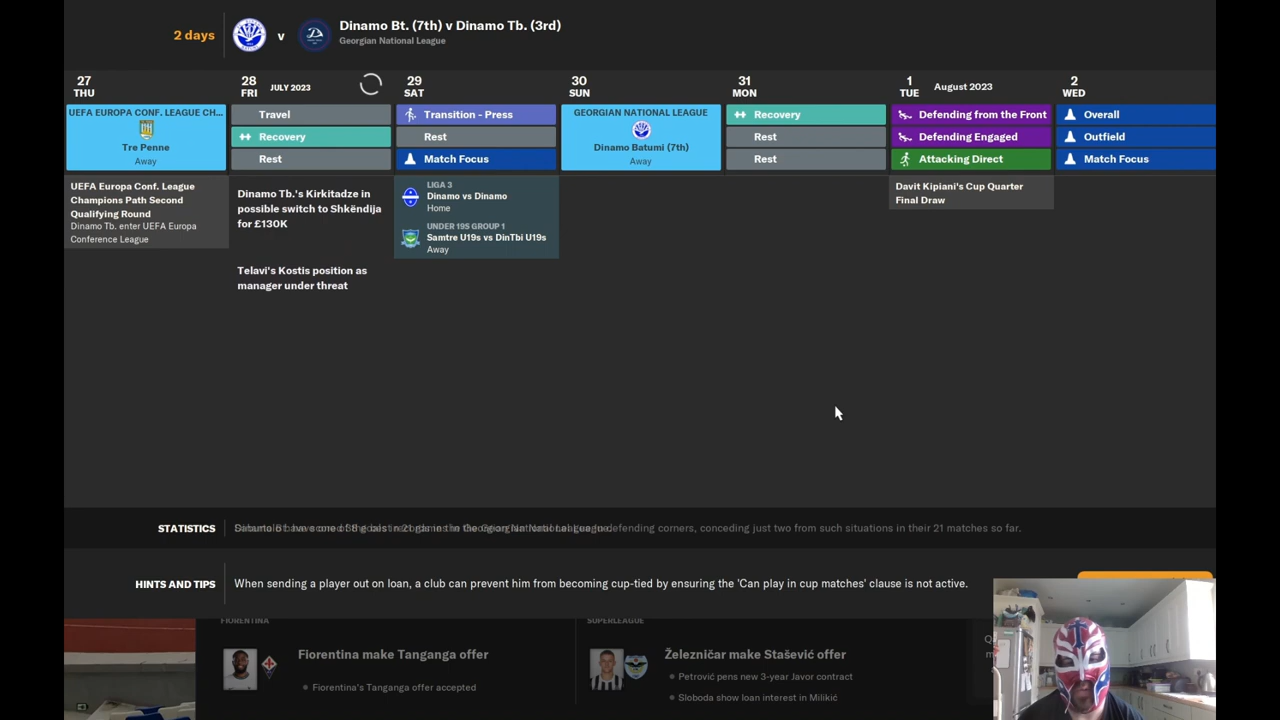 2 days
v
Dinamo Bt. (7th) v Dinamo Tb. (3rd)
Georgian National League
27
THU
28
FRI
JULY 2023
29
SAT
30
SUN
31
MON
1
TUE
August 2023
2
WED
UEFA EUROPA CONF. LEAGUE CH...
Tre Penne
Away
Travel
Recovery
Rest
Transition - Press
Rest
Match Focus
GEORGIAN NATIONAL LEAGUE
Dinamo Batumi (7th)
Away
Recovery
Rest
Rest
Defending from the Front
Defending Engaged
Attacking Direct
Overall
Outfield
Match Focus
UEFA Europa Conf. League
Champions Path Second
Qualifying Round
Dinamo Tb. enter UEFA Europa
Conference League
Dinamo Tb.'s Kirkitadze in
possible switch to Shkëndija
for £130K
Telavi's Kostis position as
manager under threat
LIGA 3
Dinamo vs Dinamo
Home
UNDER 19S GROUP 1
Samtre U19s vs DinTbi U19s
Away
Davit Kipiani's Cup Quarter
Final Draw
STATISTICS
defending corners, conceding just two from such situations in their 21 matches so far.
HINTS AND TIPS
When sending a player out on loan, a club can prevent him from becoming cup-tied by ensuring the 'Can play in cup matches' clause is not active.
FIORENTINA
Fiorentina make Tanganga offer
Fiorentina's Tanganga offer accepted
SUPERLEAGUE
Železničar make Stašević offer
Petrović pens new 3-year Javor contract
Sloboda show loan interest in Milikić